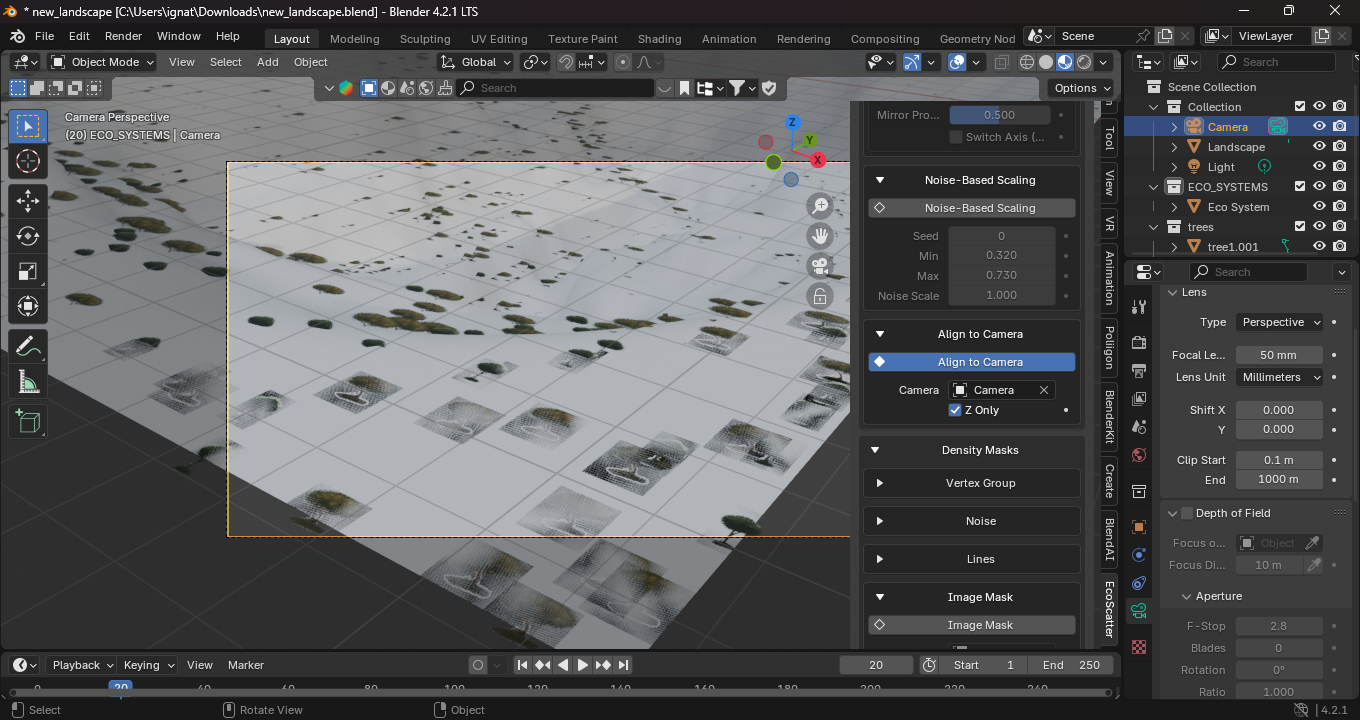 * new_landscape [C:\Users\ignat\Downloads\new_landscape.blend] - Blender 4.2.1 LTS
File Edit Render Window Help Layout Modeling Sculpting UV Editing Texture Paint Shading Animation Rendering Compositing Geometry Nod Scene ViewLayer
Object Mode View Select Add Object Global
Search Options
Camera Perspective
(20) ECO_SYSTEMS | Camera
Z
Y
X
Mirror Pro... 0.500
Switch Axis (...
Noise-Based Scaling
Noise-Based Scaling
Seed 0
Min 0.320
Max 0.730
Noise Scale 1.000
Align to Camera
Align to Camera
Camera Camera
Z Only
Density Masks
Vertex Group
Noise
Lines
Image Mask
Image Mask
Tool
View
VR
Animation
Poliigon
BlenderKit
Create
BlendAI
EcoScatter
Search
Scene Collection
Collection
Camera
Landscape
Light
ECO_SYSTEMS
Eco System
trees
tree1.001
Search
Lens
Type Perspective
Focal Le... 50 mm
Lens Unit Millimeters
Shift X 0.000
Y 0.000
Clip Start 0.1 m
End 1000 m
Depth of Field
Focus o... Object
Focus Di... 10 m
Aperture
F-Stop 2.8
Blades 0
Rotation 0°
Ratio 1.000
Playback Keying View Marker 20 Start 1 End 250
0 20 40 60 80 100 120 140 160 180 200 220 240
Select Rotate View Object 4.2.1